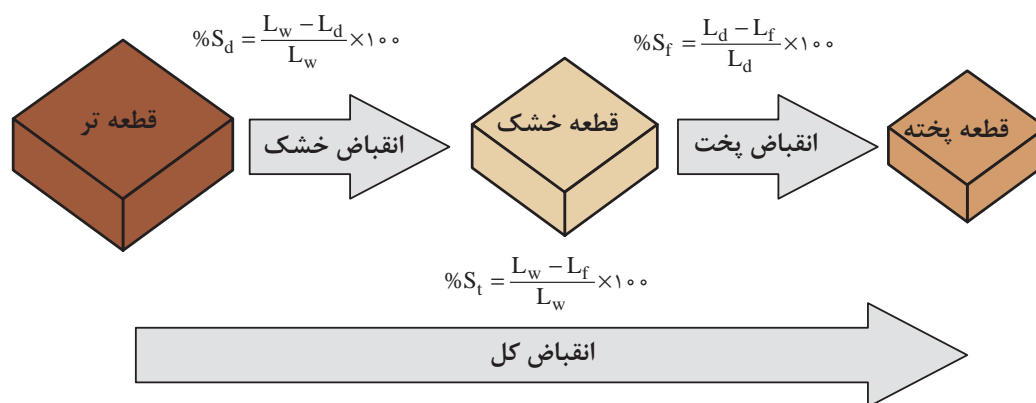 %S_d = (L_w − L_d) / L_w × ۱۰۰
%S_f = (L_d − L_f) / L_d × ۱۰۰
قطعه تر
انقباض خشک
قطعه خشک
انقباض پخت
قطعه پخته
%S_t = (L_w − L_f) / L_w × ۱۰۰
انقباض کل